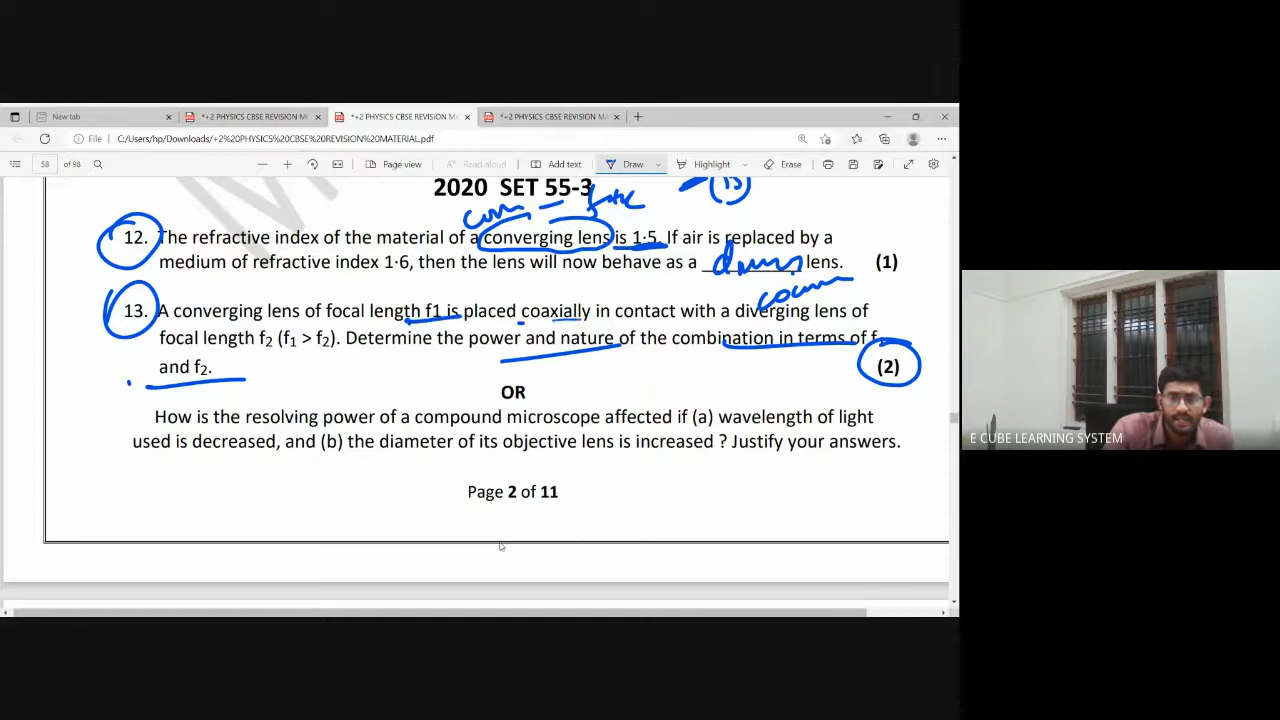 New tab
*+2 PHYSICS CBSE REVISION MA
*+2 PHYSICS CBSE REVISION MA
*+2 PHYSICS CBSE REVISION MA
File C:/Users/hp/Downloads/+2%20PHYSICS%20CBSE%20REVISION%20MATERIAL.pdf
58 of 98 Page view Read aloud Add text Draw Highlight Erase
2020 SET 55-3
12. The refractive index of the material of a converging lens is 1·5. If air is replaced by a
medium of refractive index 1·6, then the lens will now behave as a __________ lens. (1)
13. A converging lens of focal length f1 is placed coaxially in contact with a diverging lens of
focal length f₂ (f₁ > f₂). Determine the power and nature of the combination in terms of f
and f₂. (2)
OR
How is the resolving power of a compound microscope affected if (a) wavelength of light
used is decreased, and (b) the diameter of its objective lens is increased ? Justify your answers.
Page 2 of 11
E CUBE LEARNING SYSTEM